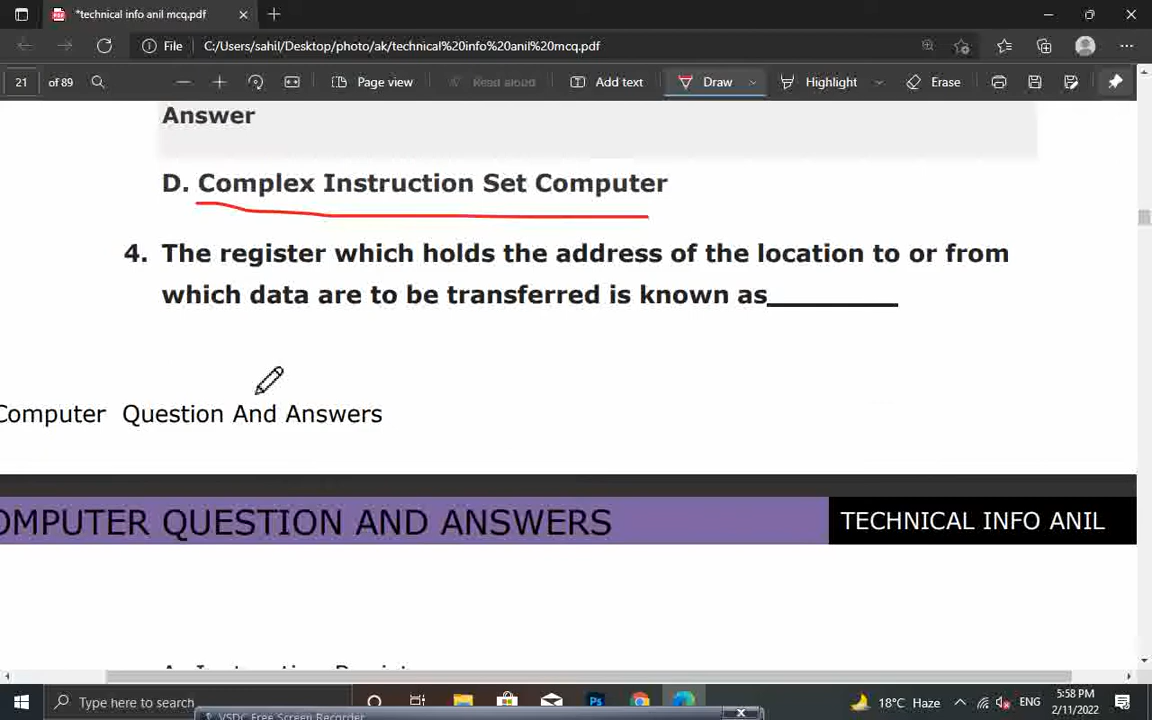 *technical info anil mcq.pdf
File C:/Users/sahil/Desktop/photo/ak/technical%20info%20anil%20mcq.pdf
21 of 89 Page view Read aloud Add text Draw Highlight Erase
Answer
D. Complex Instruction Set Computer
4. The register which holds the address of the location to or from
which data are to be transferred is known as_________
Computer Question And Answers
OMPUTER QUESTION AND ANSWERS TECHNICAL INFO ANIL
Type here to search Ps 18°C Haze ENG 5:58 PM
2/11/2022
VSDC Free Screen Recorder